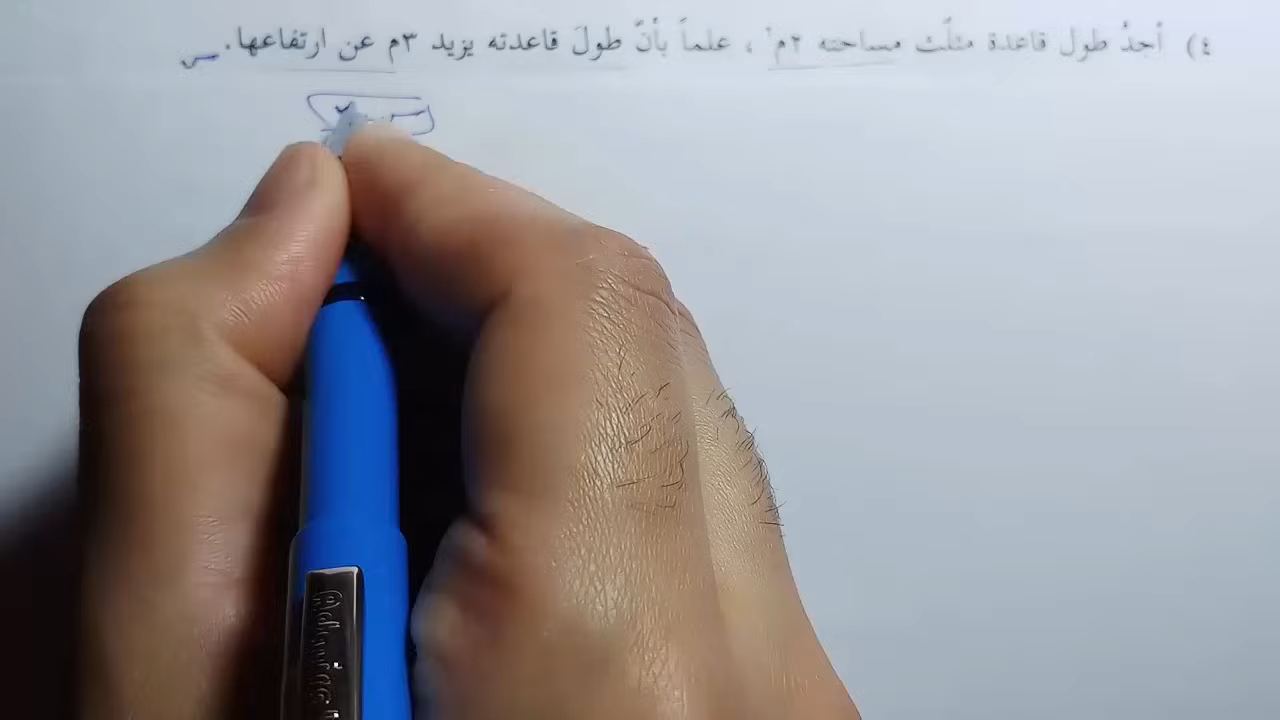 ٤) أجدُ طول قاعدة مثلّث مساحته ٢م٢ ، علماً بأنّ طولَ قاعدته يزيد ٣م عن ارتفاعها. س